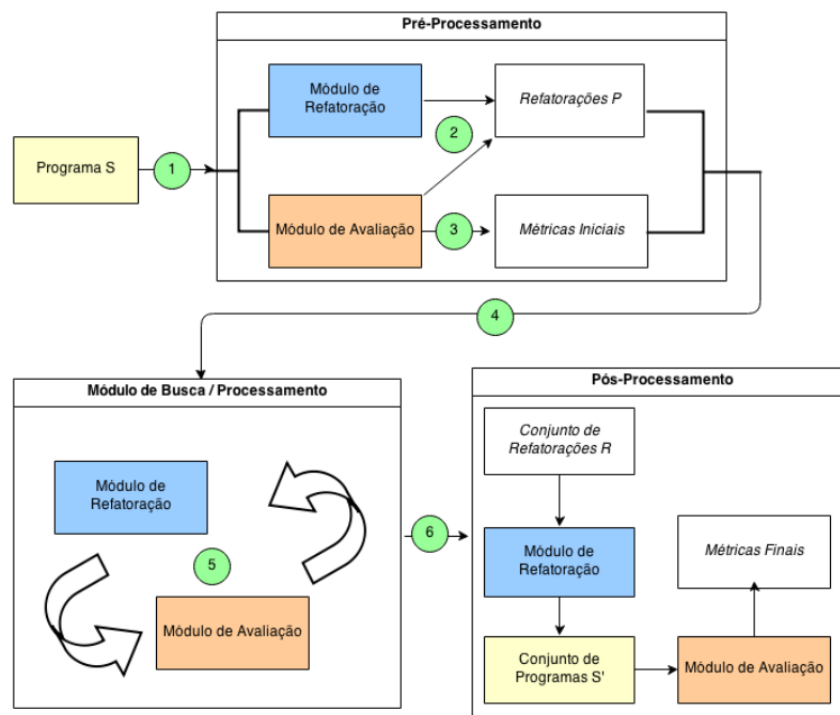 Pré-Processamento
Módulo de
Refatoração
Refatorações P
2
Programa S
1
Módulo de Avaliação
3
Métricas Iniciais
4
Módulo de Busca / Processamento
Módulo de
Refatoração
5
Módulo de Avaliação
6
Pós-Processamento
Conjunto de
Refatorações R
Módulo de
Refatoração
Métricas Finais
Conjunto de
Programas S'
Módulo de Avaliação